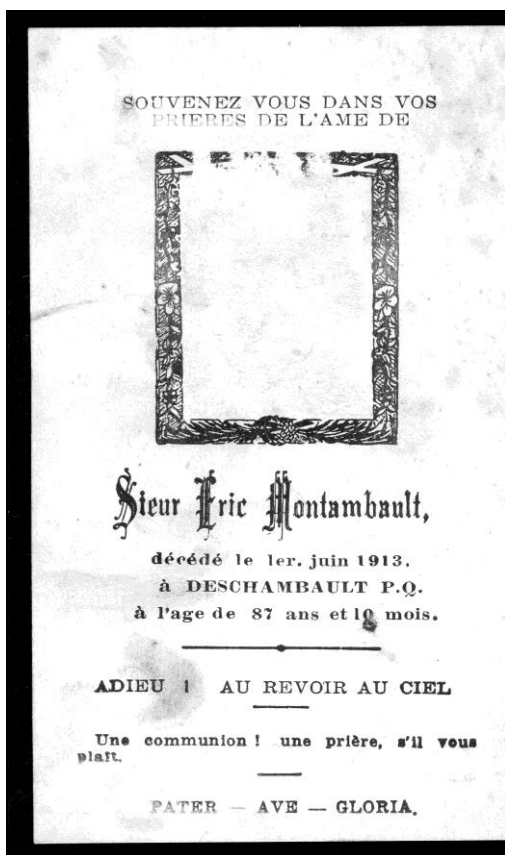 SOUVENEZ VOUS DANS VOS
PRIERES DE L'AME DE
Sieur Eric Montambault,
décédé le 1er. juin 1913.
à DESCHAMBAULT P.Q.
à l'age de 87 ans et mois.
ADIEU ! AU REVOIR AU CIEL
Une communion ! une prière, s'il vous
plaît.
PATER — AVE — GLORIA.